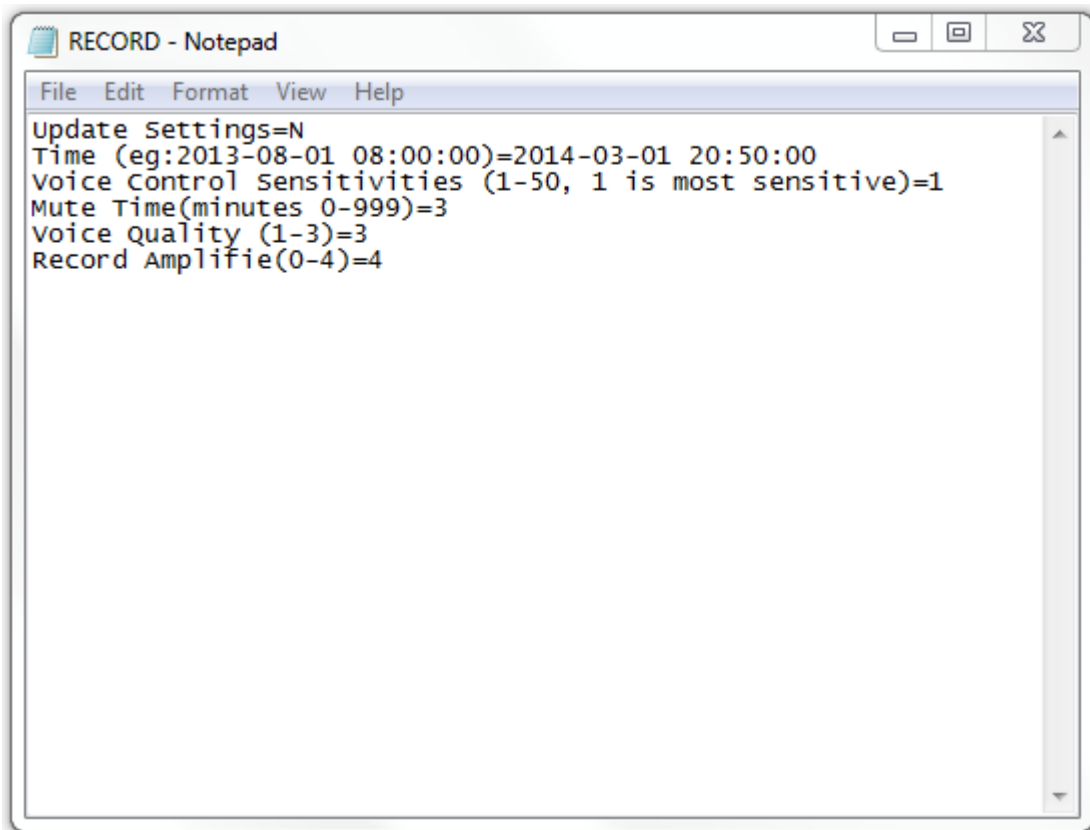 RECORD - Notepad
File Edit Format View Help
Update Settings=N
Time (eg:2013-08-01 08:00:00)=2014-03-01 20:50:00
Voice Control Sensitivities (1-50, 1 is most sensitive)=1
Mute Time(minutes 0-999)=3
Voice Quality (1-3)=3
Record Amplifie(0-4)=4